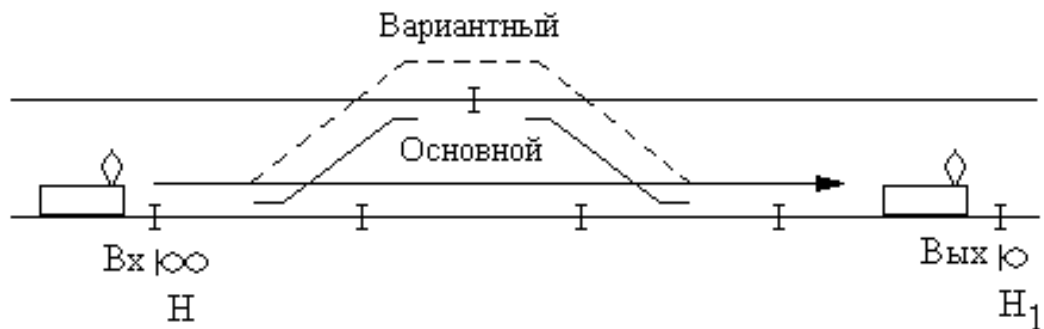 Вариантный
Основной
Вх
Н
Вых
Н1